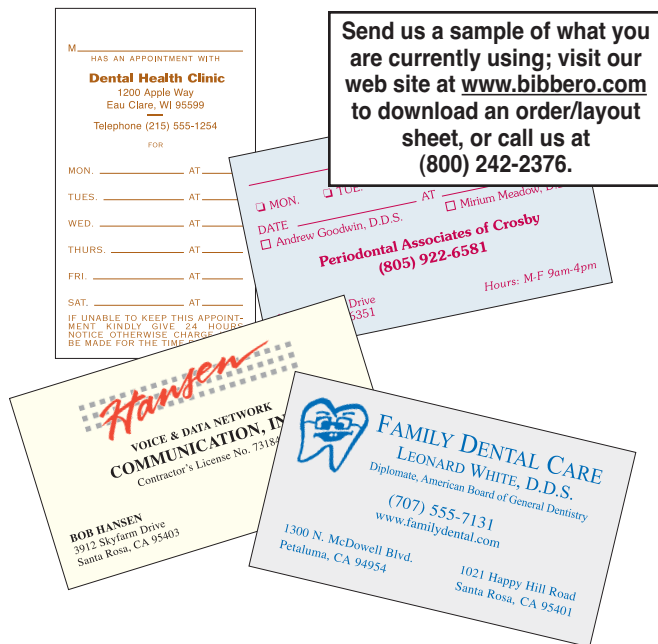 Send us a sample of what you
are currently using; visit our
web site at www.bibbero.com
to download an order/layout
sheet, or call us at
(800) 242-2376.
M
HAS AN APPOINTMENT WITH
Dental Health Clinic
1200 Apple Way
Eau Clare, WI 95599
Telephone (215) 555-1254
FOR
MON. AT
TUES. AT
WED. AT
THURS. AT
FRI. AT
SAT. AT
IF UNABLE TO KEEP THIS APPOINT-
MENT KINDLY GIVE 24 HOURS
NOTICE OTHERWISE CHARGE
BE MADE FOR THE TIME
❑ MON. ❑ TUE.
DATE AT
❑ Andrew Goodwin, D.D.S. ❑ Mirium Meadow,
Periodontal Associates of Crosby
(805) 922-6581
Hours: M-F 9am-4pm
Drive
6351
Hansen
VOICE & DATA NETWORK
COMMUNICATION,
Contractor's License No. 73184
BOB HANSEN
3912 Skyfarm Drive
Santa Rosa, CA 95403
FAMILY DENTAL CARE
LEONARD WHITE, D.D.S.
Diplomate, American Board of General Dentistry
(707) 555-7131
www.familydental.com
1300 N. McDowell Blvd.
Petaluma, CA 94954
1021 Happy Hill Road
Santa Rosa, CA 95401